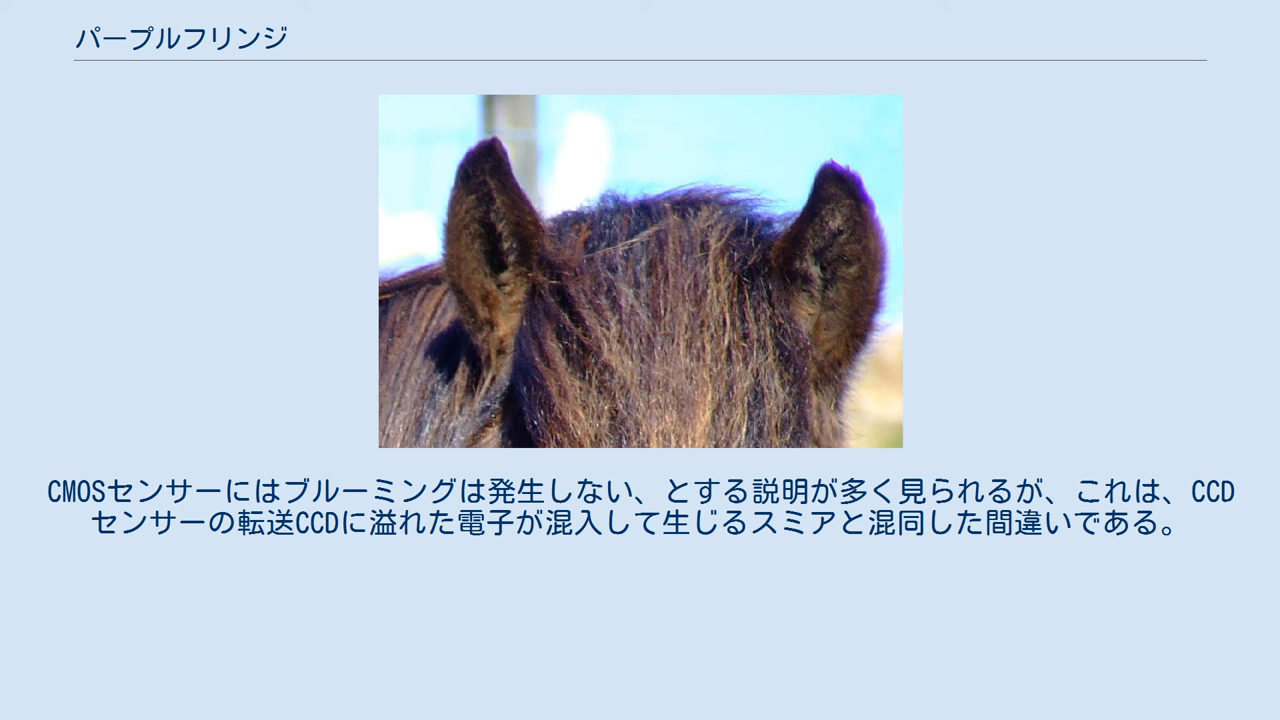 パープルフリンジ
CMOSセンサーにはブルーミングは発生しない、とする説明が多く見られるが、これは、CCD
センサーの転送CCDに溢れた電子が混入して生じるスミアと混同した間違いである。